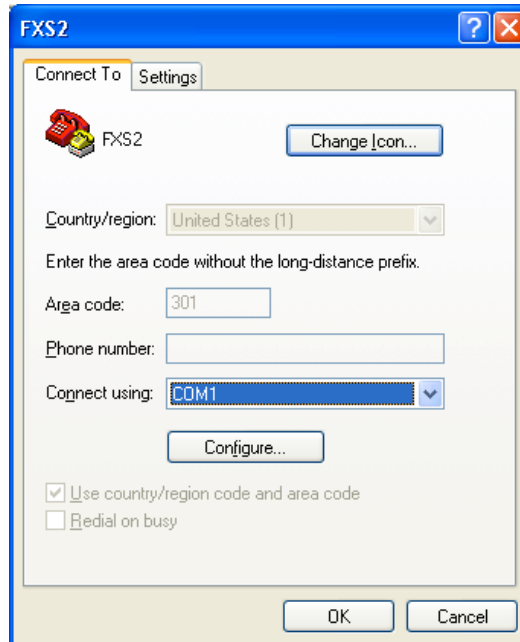 FXS2
Connect To Settings
FXS2 Change Icon...
Country/region: United States (1)
Enter the area code without the long-distance prefix.
Area code: 301
Phone number:
Connect using: COM1
Configure...
Use country/region code and area code
Redial on busy
OK Cancel